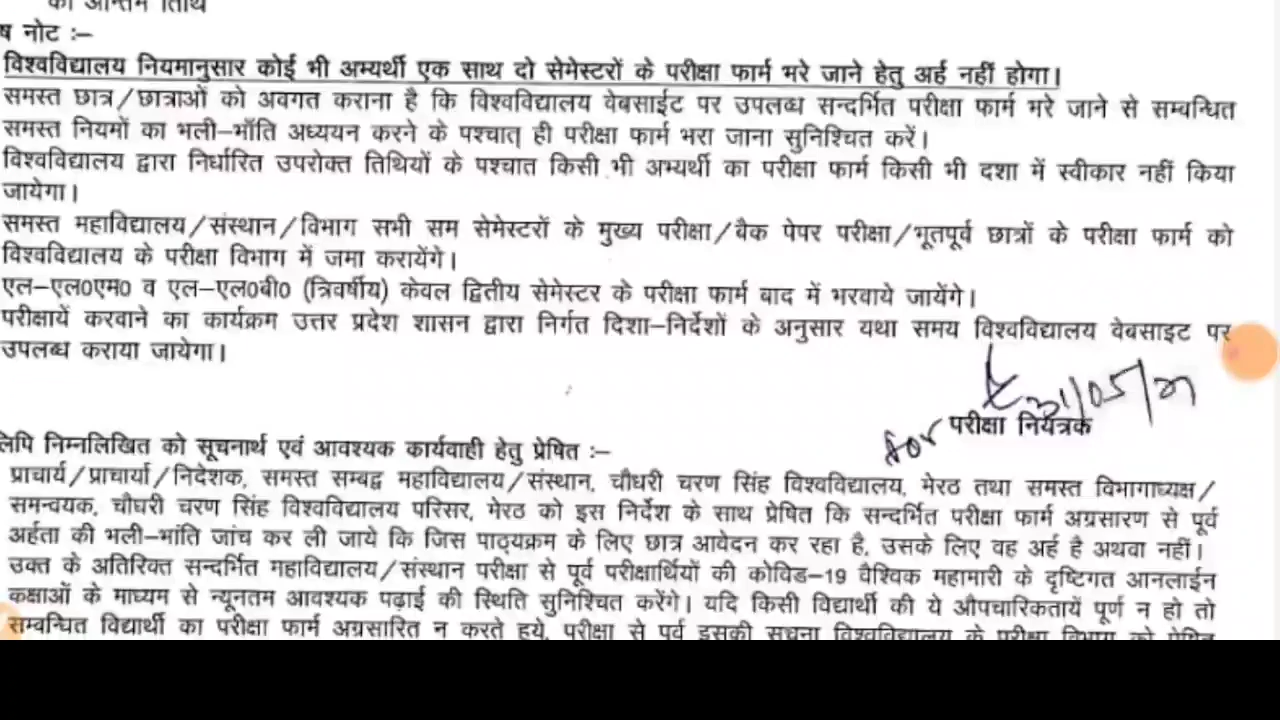 का अन्तिम तिथि
ष नोट :–
विश्वविद्यालय नियमानुसार कोई भी अभ्यर्थी एक साथ दो सेमेस्टरों के परीक्षा फार्म भरे जाने हेतु अर्ह नहीं होगा।
समस्त छात्र/छात्राओं को अवगत कराना है कि विश्वविद्यालय वेबसाईट पर उपलब्ध सन्दर्भित परीक्षा फार्म भरे जाने से सम्बन्धित
समस्त नियमों का भली–भाँति अध्ययन करने के पश्चात् ही परीक्षा फार्म भरा जाना सुनिश्चित करें।
विश्वविद्यालय द्वारा निर्धारित उपरोक्त तिथियों के पश्चात किसी भी अभ्यर्थी का परीक्षा फार्म किसी भी दशा में स्वीकार नहीं किया
जायेगा।
समस्त महाविद्यालय/संस्थान/विभाग सभी सम सेमेस्टरों के मुख्य परीक्षा/बैक पेपर परीक्षा/भूतपूर्व छात्रों के परीक्षा फार्म को
विश्वविद्यालय के परीक्षा विभाग में जमा करायेंगे।
एल–एल0एम0 व एल–एल0बी0 (त्रिवर्षीय) केवल द्वितीय सेमेस्टर के परीक्षा फार्म बाद में भरवाये जायेंगे।
परीक्षायें करवाने का कार्यक्रम उत्तर प्रदेश शासन द्वारा निर्गत दिशा–निर्देशों के अनुसार यथा समय विश्वविद्यालय वेबसाइट पर
उपलब्ध कराया जायेगा।
31/05/21
for परीक्षा नियंत्रक
लिपि निम्नलिखित को सूचनार्थ एवं आवश्यक कार्यवाही हेतु प्रेषित :–
प्राचार्य/प्राचार्या/निदेशक, समस्त सम्बद्व महाविद्यालय/संस्थान, चौधरी चरण सिंह विश्वविद्यालय, मेरठ तथा समस्त विभागाध्यक्ष/
समन्वयक, चौधरी चरण सिंह विश्वविद्यालय परिसर, मेरठ को इस निर्देश के साथ प्रेषित कि सन्दर्भित परीक्षा फार्म अग्रसारण से पूर्व
अर्हता की भली–भांति जांच कर ली जाये कि जिस पाठ्यक्रम के लिए छात्र आवेदन कर रहा है, उसके लिए वह अर्ह है अथवा नहीं।
उक्त के अतिरिक्त सन्दर्भित महाविद्यालय/संस्थान परीक्षा से पूर्व परीक्षार्थियों की कोविड–19 वैश्विक महामारी के दृष्टिगत आनलाईन
कक्षाओं के माध्यम से न्यूनतम आवश्यक पढ़ाई की स्थिति सुनिश्चित करेंगे। यदि किसी विद्यार्थी की ये औपचारिकतायें पूर्ण न हो तो
सम्बन्धित विद्यार्थी का परीक्षा फार्म अग्रसारित न करते हुये, परीक्षा से पूर्व इसकी सूचना विश्वविद्यालय के परीक्षा विभाग को प्रेषित